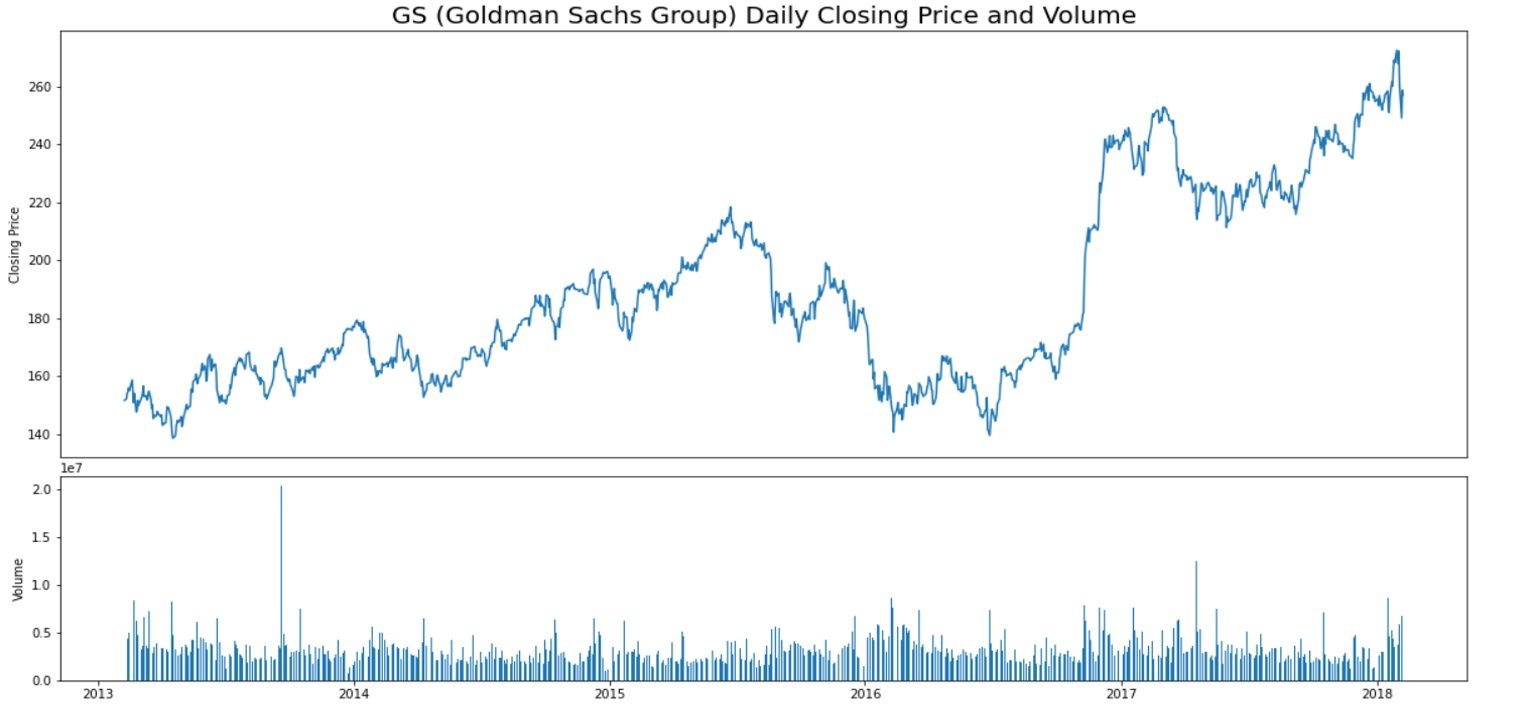 GS (Goldman Sachs Group) Daily Closing Price and Volume
260
240
220
200
180
160
140
Closing Price
1e7
2.0
1.5
1.0
0.5
0.0
Volume
2013 2014 2015 2016 2017 2018